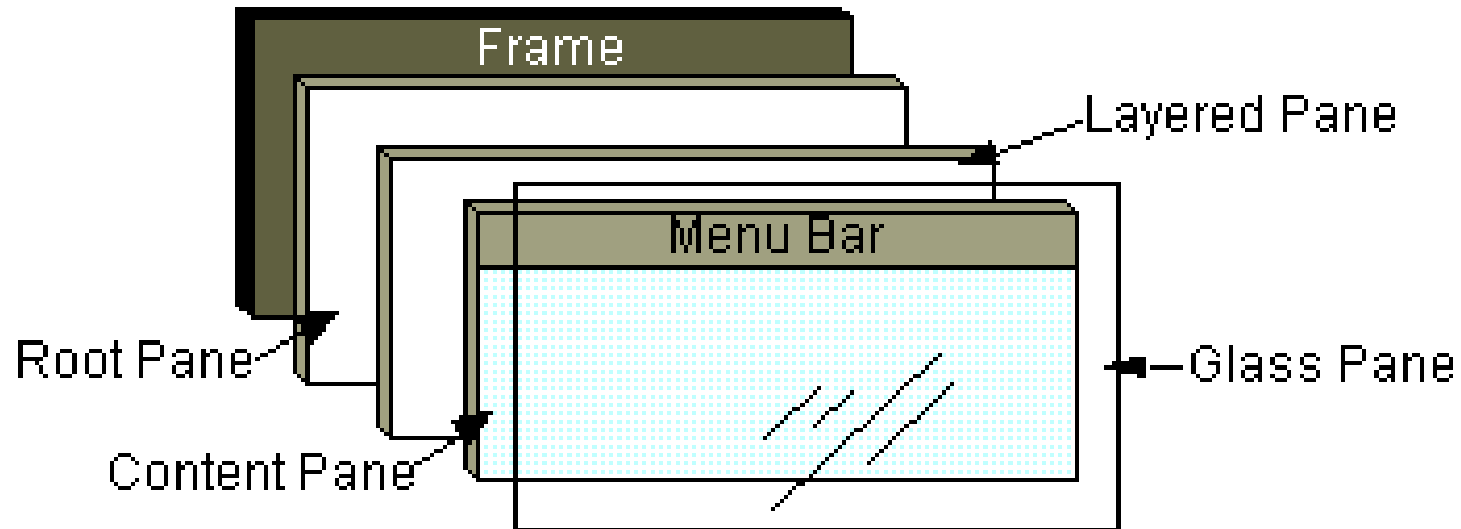 Frame
Layered Pane
Menu Bar
Root Pane
Glass Pane
Content Pane